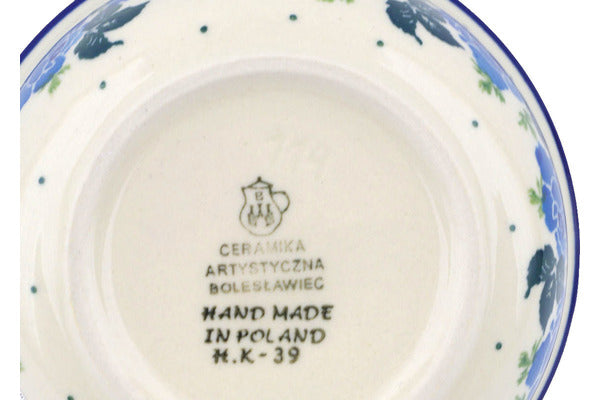 B
CERAMIKA
ARTYSTYCZNA
BOLESŁAWIEC
HAND MADE
IN POLAND
H.K-39